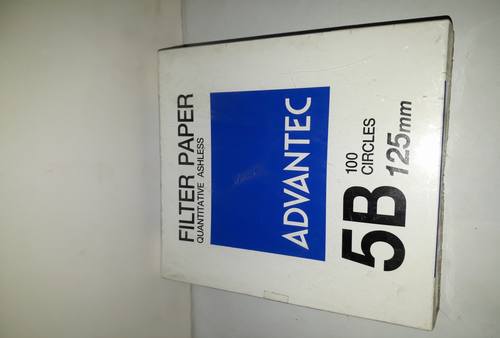 FILTER PAPER
QUANTITATIVE ASHLESS
ADVANTEC
5B
100
CIRCLES
125mm